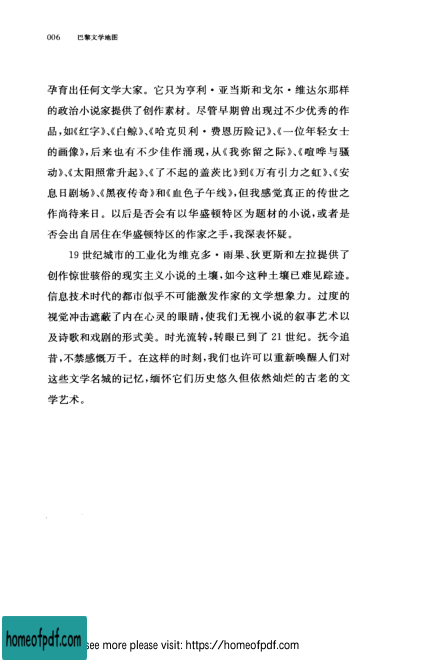 006 巴黎文学地图
孕育出任何文学大家。它只为亨利·亚当斯和戈尔·维达尔那样
的政治小说家提供了创作素材。尽管早期曾出现过不少优秀的作
品,如《红字》、《白鲸》、《哈克贝利·费恩历险记》、《一位年轻女士
的画像》,后来也有不少佳作涌现,从《我弥留之际》、《喧哗与骚
动》、《太阳照常升起》、《了不起的盖茨比》到《万有引力之虹》、《安
息日剧场》、《黑夜传奇》和《血色子午线》,但我感觉真正的传世之
作尚待来日。以后是否会有以华盛顿特区为题材的小说,或者是
否会出自居住在华盛顿特区的作家之手,我深表怀疑。
19 世纪城市的工业化为维克多·雨果、狄更斯和左拉提供了
创作惊世骇俗的现实主义小说的土壤,如今这种土壤已难见踪迹。
信息技术时代的都市似乎不可能激发作家的文学想象力。过度的
视觉冲击遮蔽了内在心灵的眼睛,使我们无视小说的叙事艺术以
及诗歌和戏剧的形式美。时光流转,转眼已到了 21 世纪。抚今追
昔,不禁感慨万千。在这样的时刻,我们也许可以重新唤醒人们对
这些文学名城的记忆,缅怀它们历史悠久但依然灿烂的古老的文
学艺术。
homeofpdf.com
see more please visit: https://homeofpdf.com